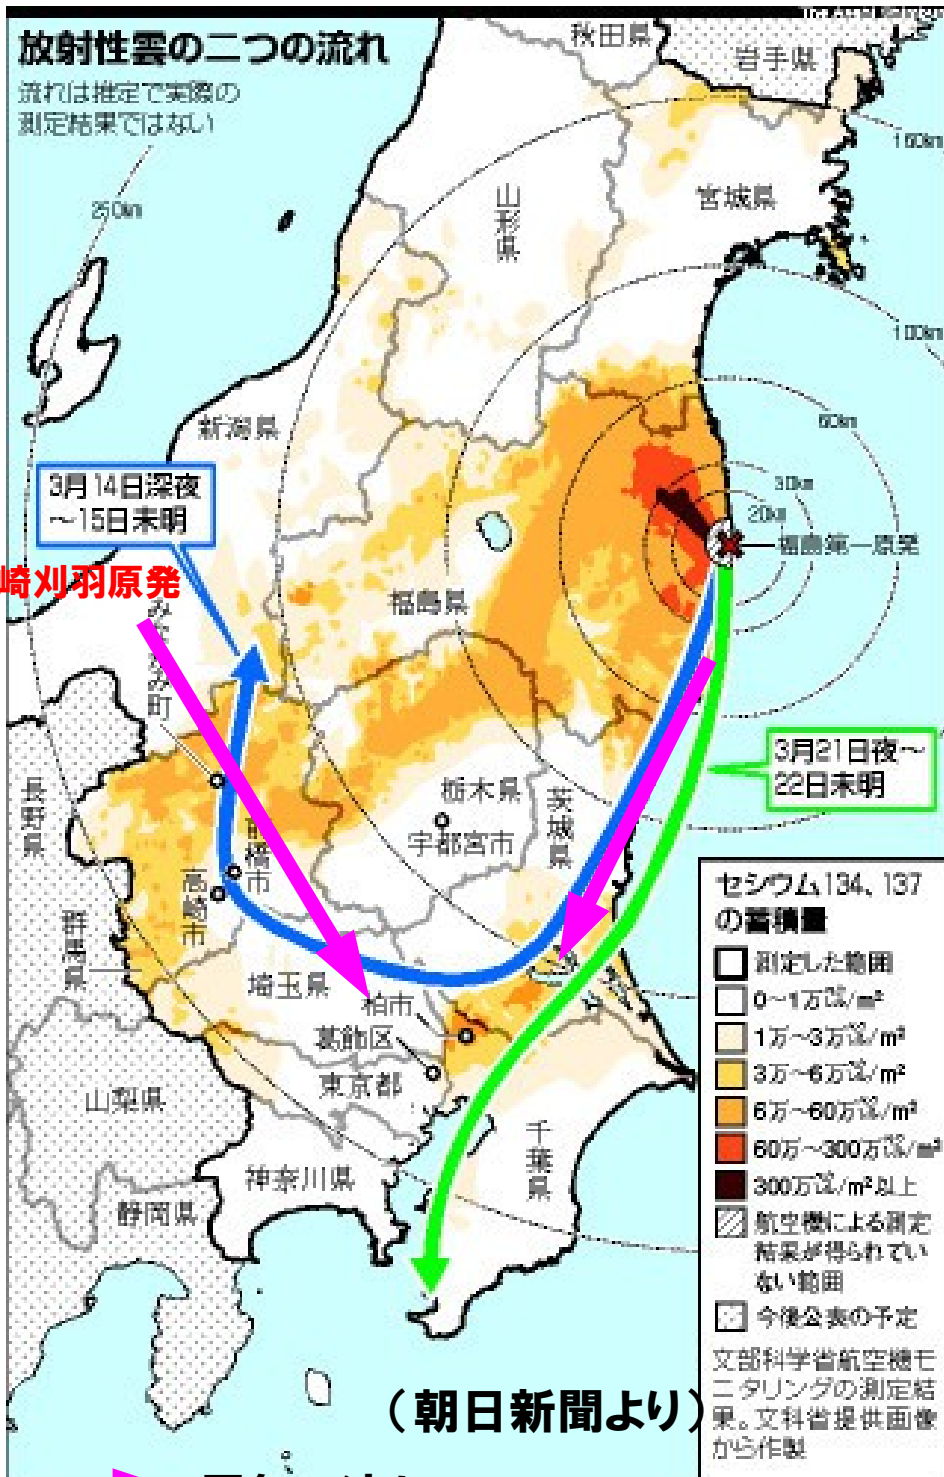 The Asahi Shimbun
放射性雲の二つの流れ
流れは推定で実際の
測定結果ではない
秋田県
岩手県
160km
250km
山形県
宮城県
100km
新潟県
60km
3月14日深夜
～15日未明
30km
20km
福島第一原発
崎刈羽原発
福島県
みなかみ町
3月21日夜～
22日未明
長野県
栃木県
茨城県
宇都宮市
前橋市
高崎市
群馬県
埼玉県
柏市
葛飾区
東京都
山梨県
千葉県
神奈川県
静岡県
セシウム134、137
の蓄積量
測定した範囲
0～1万㏃/m²
1万～3万㏃/m²
3万～6万㏃/m²
6万～60万㏃/m²
60万～300万㏃/m²
300万㏃/m²以上
航空機による測定
結果が得られてい
ない範囲
今後公表の予定
文部科学省航空機モ
ニタリングの測定結
果。文科省提供画像
から作製
（朝日新聞より）